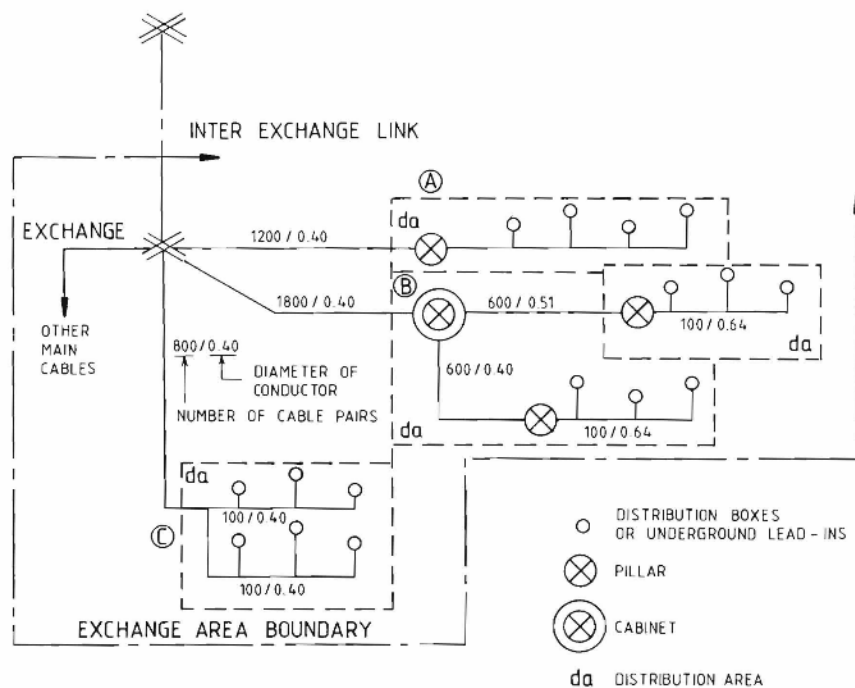 INTER EXCHANGE LINK
Ⓐ
da
EXCHANGE
1200 / 0.40
Ⓑ
1800 / 0.40
600 / 0.51
100 / 0.64
da
OTHER
MAIN
CABLES
800 / 0.40
DIAMETER OF
CONDUCTOR
NUMBER OF CABLE PAIRS
600 / 0.40
da
100 / 0.64
da
100 / 0.40
Ⓒ
100 / 0.40
EXCHANGE AREA BOUNDARY
DISTRIBUTION BOXES
OR UNDERGROUND LEAD-INS
PILLAR
CABINET
da DISTRIBUTION AREA